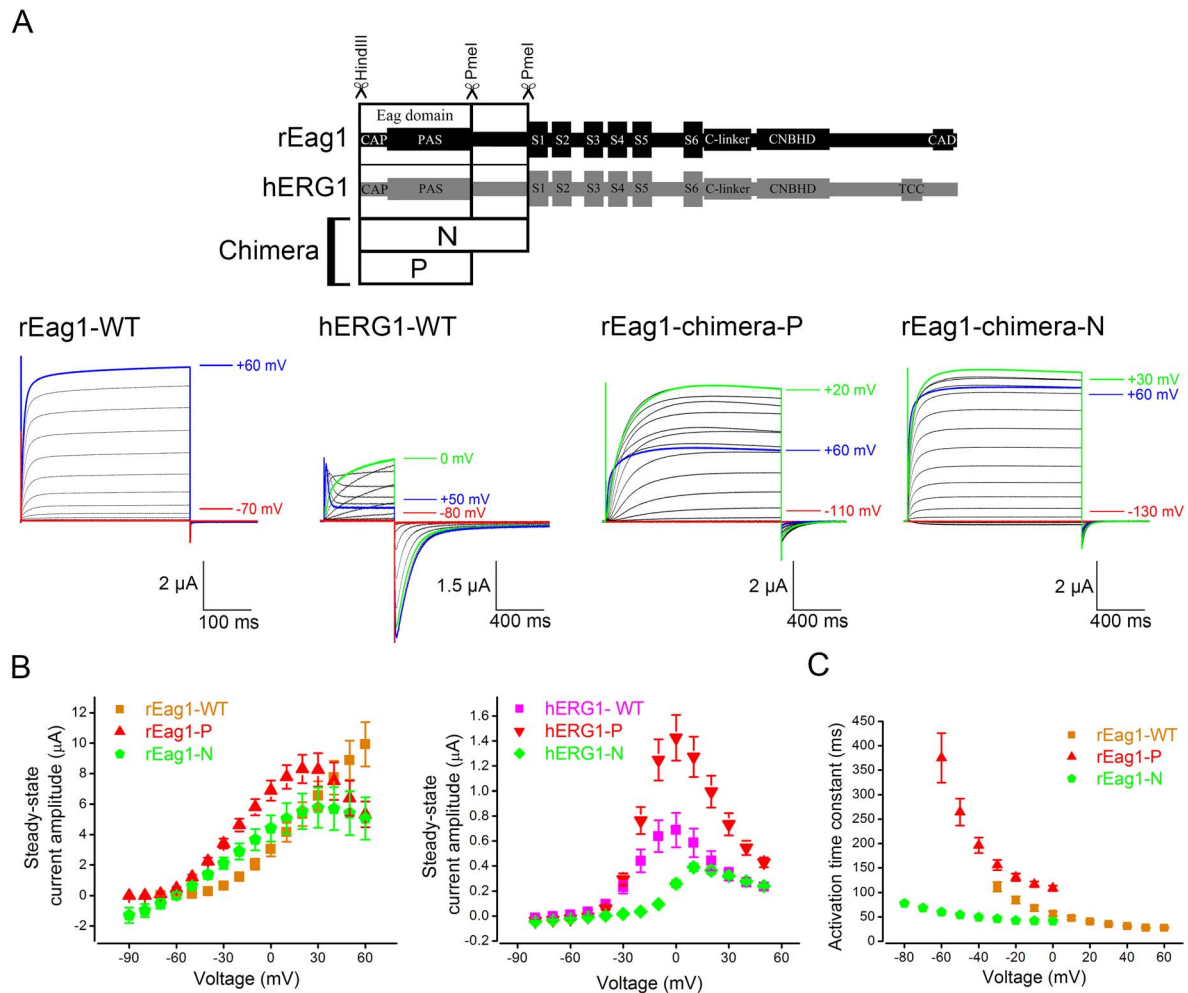 A
HindIII
PmeI
PmeI
Eag domain
rEag1
CAP PAS S1 S2 S3 S4 S5 S6 C-linker CNBHD CAD
hERG1
CAP PAS S1 S2 S3 S4 S5 S6 C-linker CNBHD TCC
Chimera
N
P
rEag1-WT
+60 mV
-70 mV
2 µA
100 ms
hERG1-WT
0 mV
+50 mV
-80 mV
1.5 µA
400 ms
rEag1-chimera-P
+20 mV
+60 mV
-110 mV
2 µA
400 ms
rEag1-chimera-N
+30 mV
+60 mV
-130 mV
2 µA
400 ms
B
Steady-state
current amplitude (µA)
12
10
8
6
4
2
0
-2
rEag1-WT
rEag1-P
rEag1-N
-90 -60 -30 0 30 60
Voltage (mV)
Steady-state
current amplitude (µA)
1.6
1.4
1.2
1.0
0.8
0.6
0.4
0.2
0.0
-0.2
hERG1- WT
hERG1-P
hERG1-N
-90 -60 -30 0 30 60
Voltage (mV)
C
Activation time constant (ms)
450
400
350
300
250
200
150
100
50
0
rEag1-WT
rEag1-P
rEag1-N
-80 -60 -40 -20 0 20 40 60
Voltage (mV)